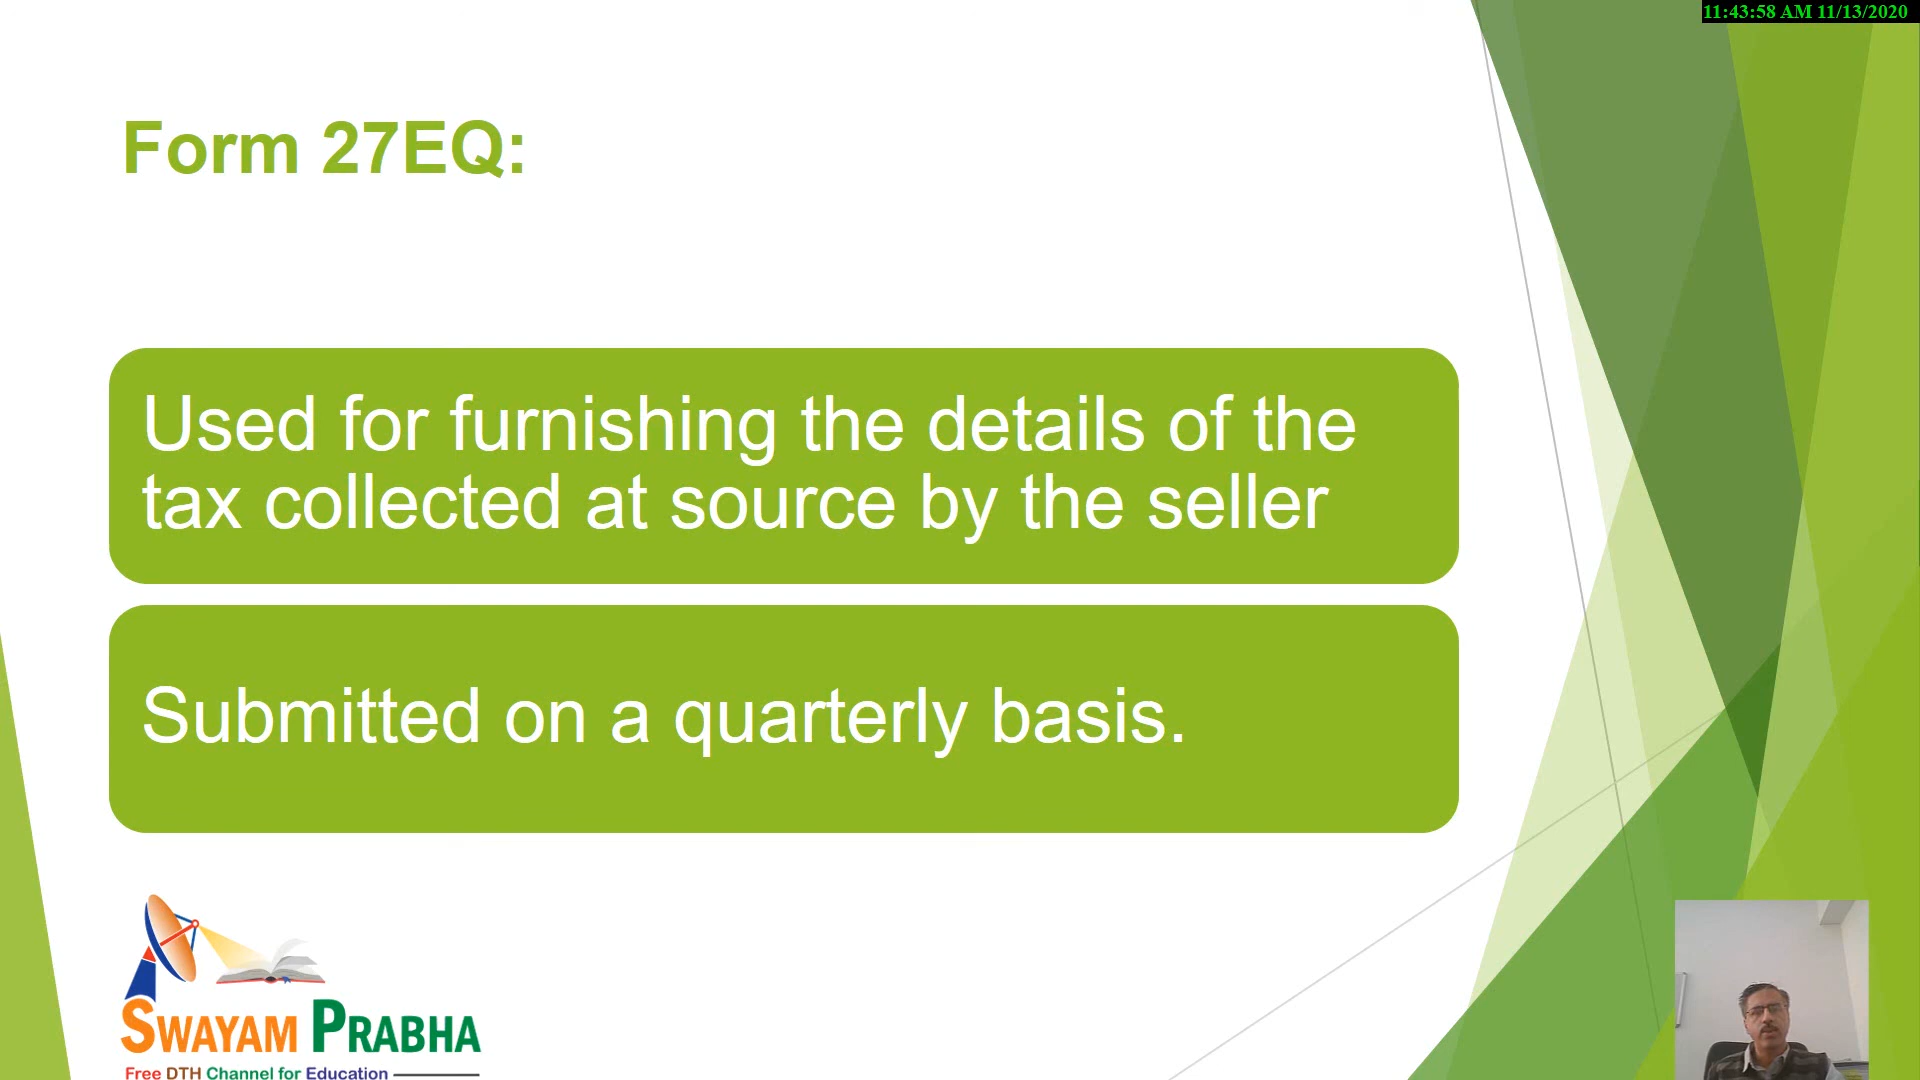 11:43:58 AM 11/13/2020
Form 27EQ:
Used for furnishing the details of the
tax collected at source by the seller
Submitted on a quarterly basis.
SWAYAM PRABHA
Free DTH Channel for Education